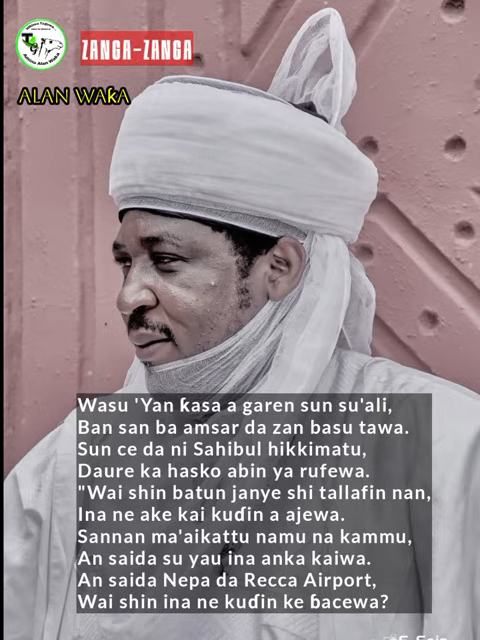 ZANGA-ZANGA
ALAN WAƙA
Wasu 'Yan ƙasa a garen sun su'ali,
Ban san ba amsar da zan basu tawa.
Sun ce da ni Sahibul hikkimatu,
Daure ka hasko abin ya rufewa.
"Wai shin batun janye shi tallafin nan,
Ina ne ake kai kuɗin a ajewa.
Sannan ma'aikattu namu na kammu,
An saida su yau ina anka kaiwa.
An saida Nepa da Recca Airport,
Wai shin ina ne kuɗin ke ɓacewa?